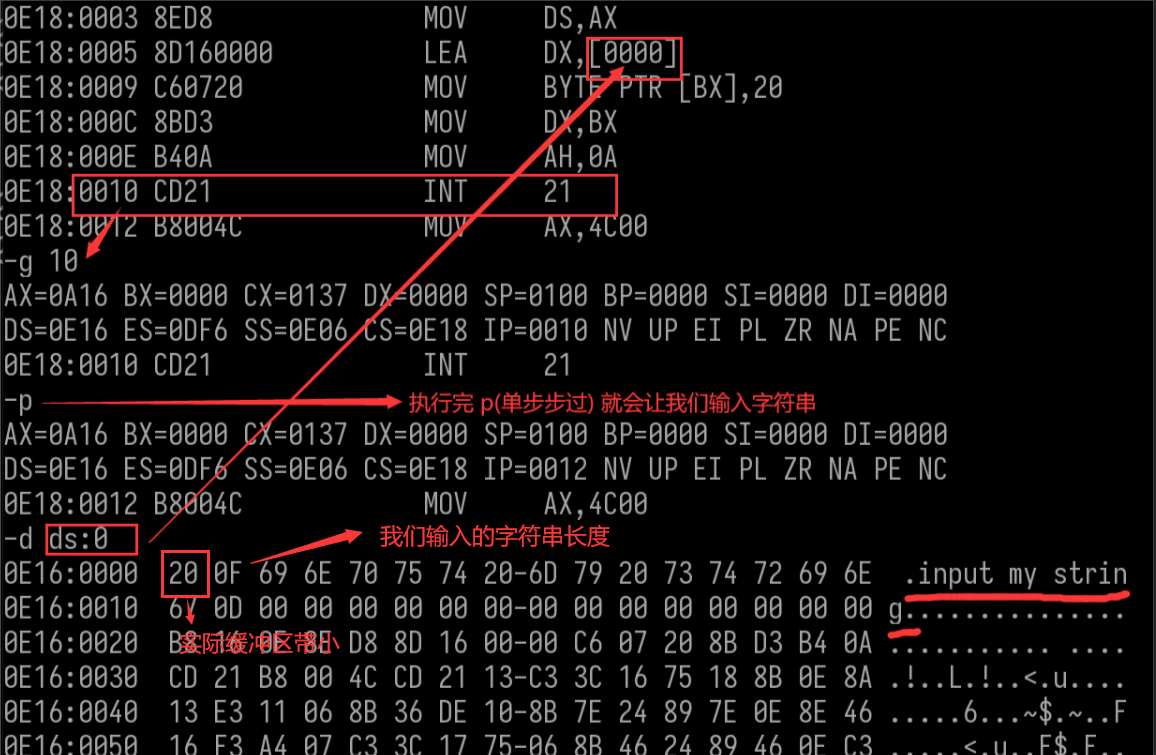 0E18:0003 8ED8 MOV DS,AX
0E18:0005 8D160000 LEA DX,[0000]
0E18:0009 C60720 MOV BYTE PTR [BX],20
0E18:000C 8BD3 MOV DX,BX
0E18:000E B40A MOV AH,0A
0E18:0010 CD21 INT 21
0E18:0012 B8004C MOV AX,4C00
-g 10
AX=0A16 BX=0000 CX=0137 DX=0000 SP=0100 BP=0000 SI=0000 DI=0000
DS=0E16 ES=0DF6 SS=0E06 CS=0E18 IP=0010 NV UP EI PL ZR NA PE NC
0E18:0010 CD21 INT 21
-p
执行完 p(单步步过) 就会让我们输入字符串
AX=0A16 BX=0000 CX=0137 DX=0000 SP=0100 BP=0000 SI=0000 DI=0000
DS=0E16 ES=0DF6 SS=0E06 CS=0E18 IP=0012 NV UP EI PL ZR NA PE NC
0E18:0012 B8004C MOV AX,4C00
-d ds:0
我们输入的字符串长度
0E16:0000 20 0F 69 6E 70 75 74 20-6D 79 20 73 74 72 69 6E .input my strin
0E16:0010 67 0D 00 00 00 00 00 00-00 00 00 00 00 00 00 00 g...............
实际缓冲区带小
0E16:0020 B8 16 0E 8E D8 8D 16 00-00 C6 07 20 8B D3 B4 0A ........... ....
0E16:0030 CD 21 B8 00 4C CD 21 13-C3 3C 16 75 18 8B 0E 8A .!..L.!..<.u....
0E16:0040 13 E3 11 06 8B 36 DE 10-8B 7E 24 89 7E 0E 8E 46 .....6...~$.~..F
0E16:0050 16 F3 A4 07 C3 3C 17 75-06 8B 46 24 89 46 0E C3 .....<.u..F$.F..